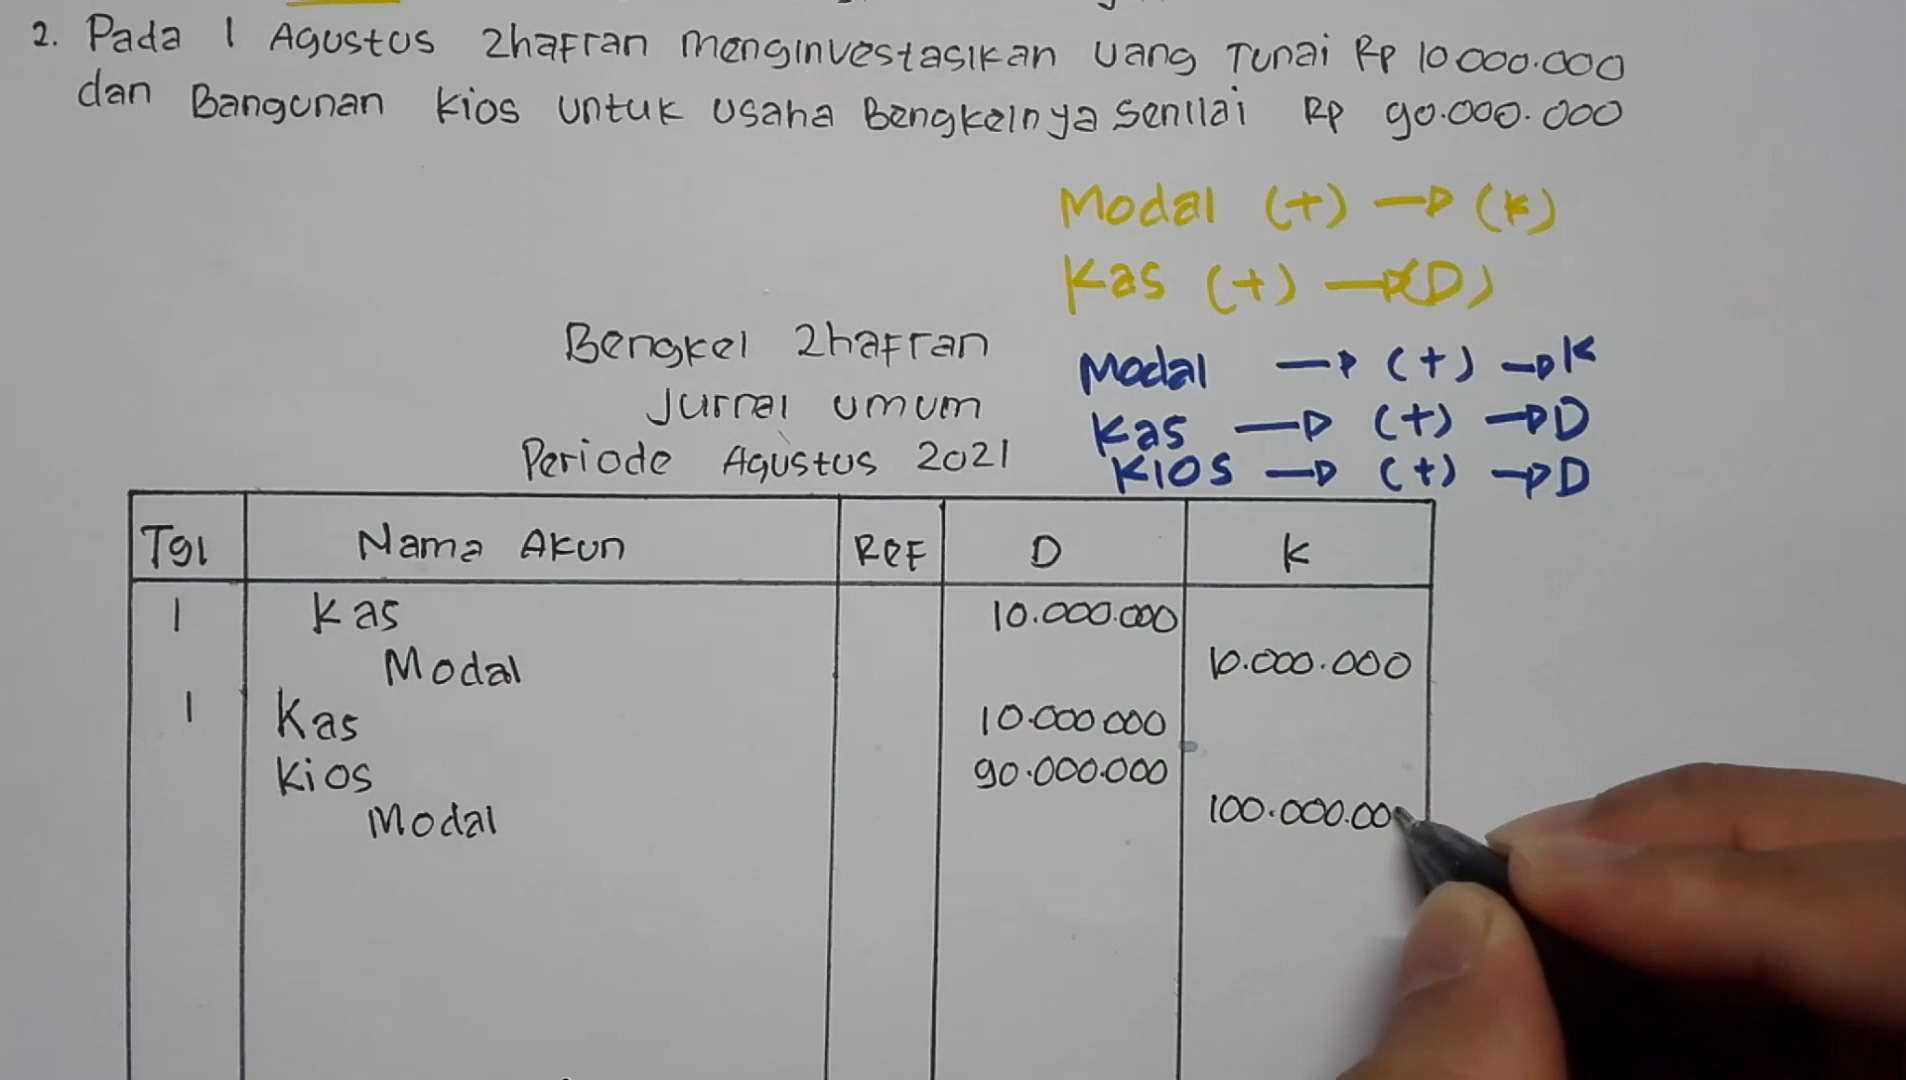 2. Pada 1 Agustus Zhafran menginvestasikan uang Tunai Rp 10.000.000
dan Bangunan Kios untuk usaha Bengkelnya senilai Rp 90.000.000
Modal (+) → (K)
Kas (+) → (D)
Bengkel Zhafran
Jurnal umum
Periode Agustus 2021
Modal → (+) → K
Kas → (+) → D
KIOS → (+) → D
Tgl Nama Akun Ref D K
1 Kas 10.000.000
Modal 10.000.000
1 Kas 10.000.000
Kios 90.000.000
Modal 100.000.00